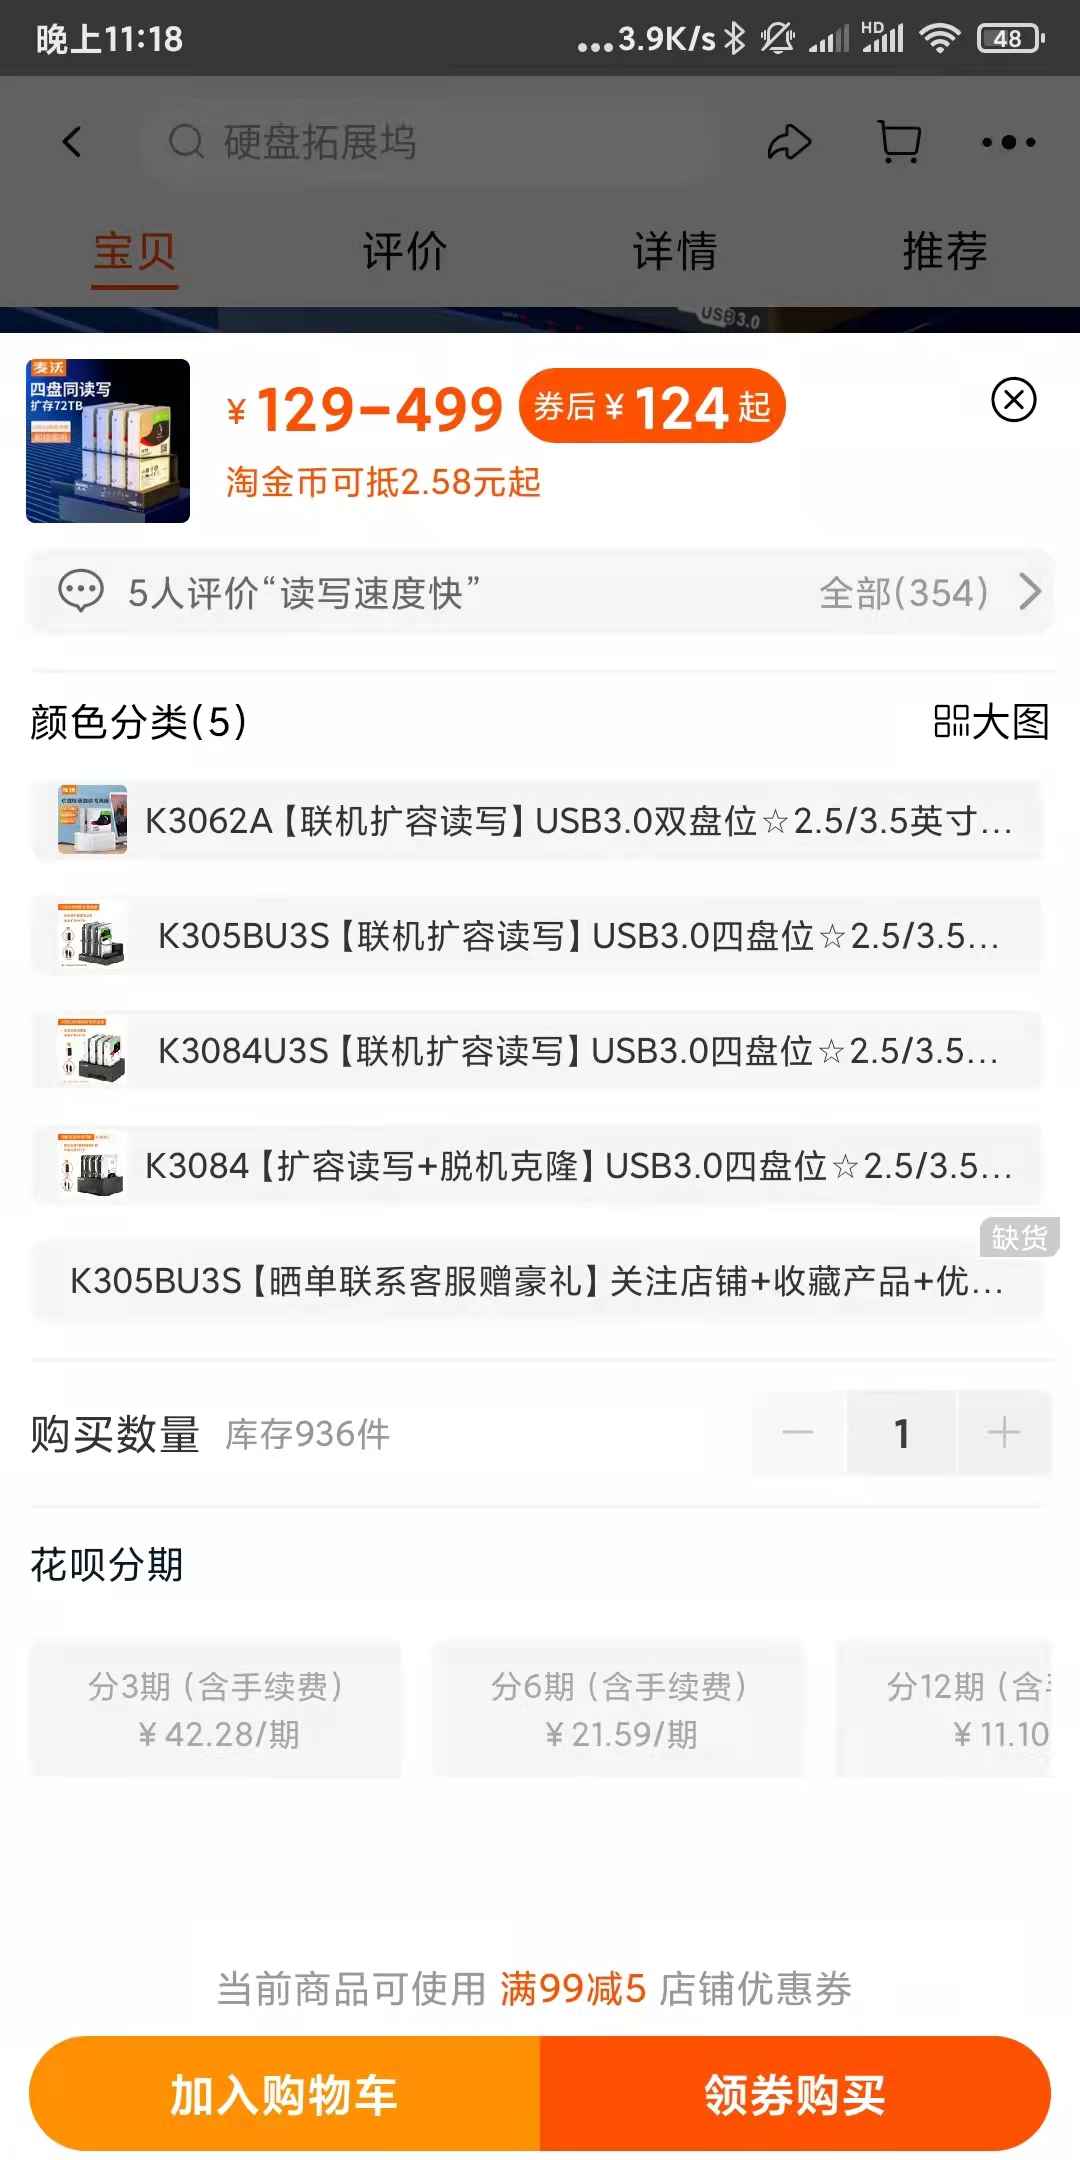 晚上11:18
...3.9K/s HD 48
硬盘拓展坞
宝贝 评价 详情 推荐
USB3.0
麦沃
四盘同读写
扩存72TB
¥129-499 券后¥124起
淘金币可抵2.58元起
5人评价“读写速度快” 全部(354)
颜色分类(5) 大图
K3062A【联机扩容读写】USB3.0双盘位☆2.5/3.5英寸...
K305BU3S【联机扩容读写】USB3.0四盘位☆2.5/3.5...
K3084U3S【联机扩容读写】USB3.0四盘位☆2.5/3.5...
K3084【扩容读写+脱机克隆】USB3.0四盘位☆2.5/3.5...
缺货
K305BU3S【晒单联系客服赠豪礼】关注店铺+收藏产品+优...
购买数量 库存936件 1
花呗分期
分3期（含手续费） 分6期（含手续费） 分12期（含
¥42.28/期 ¥21.59/期 ¥11.10
当前商品可使用 满99减5 店铺优惠券
加入购物车 领券购买